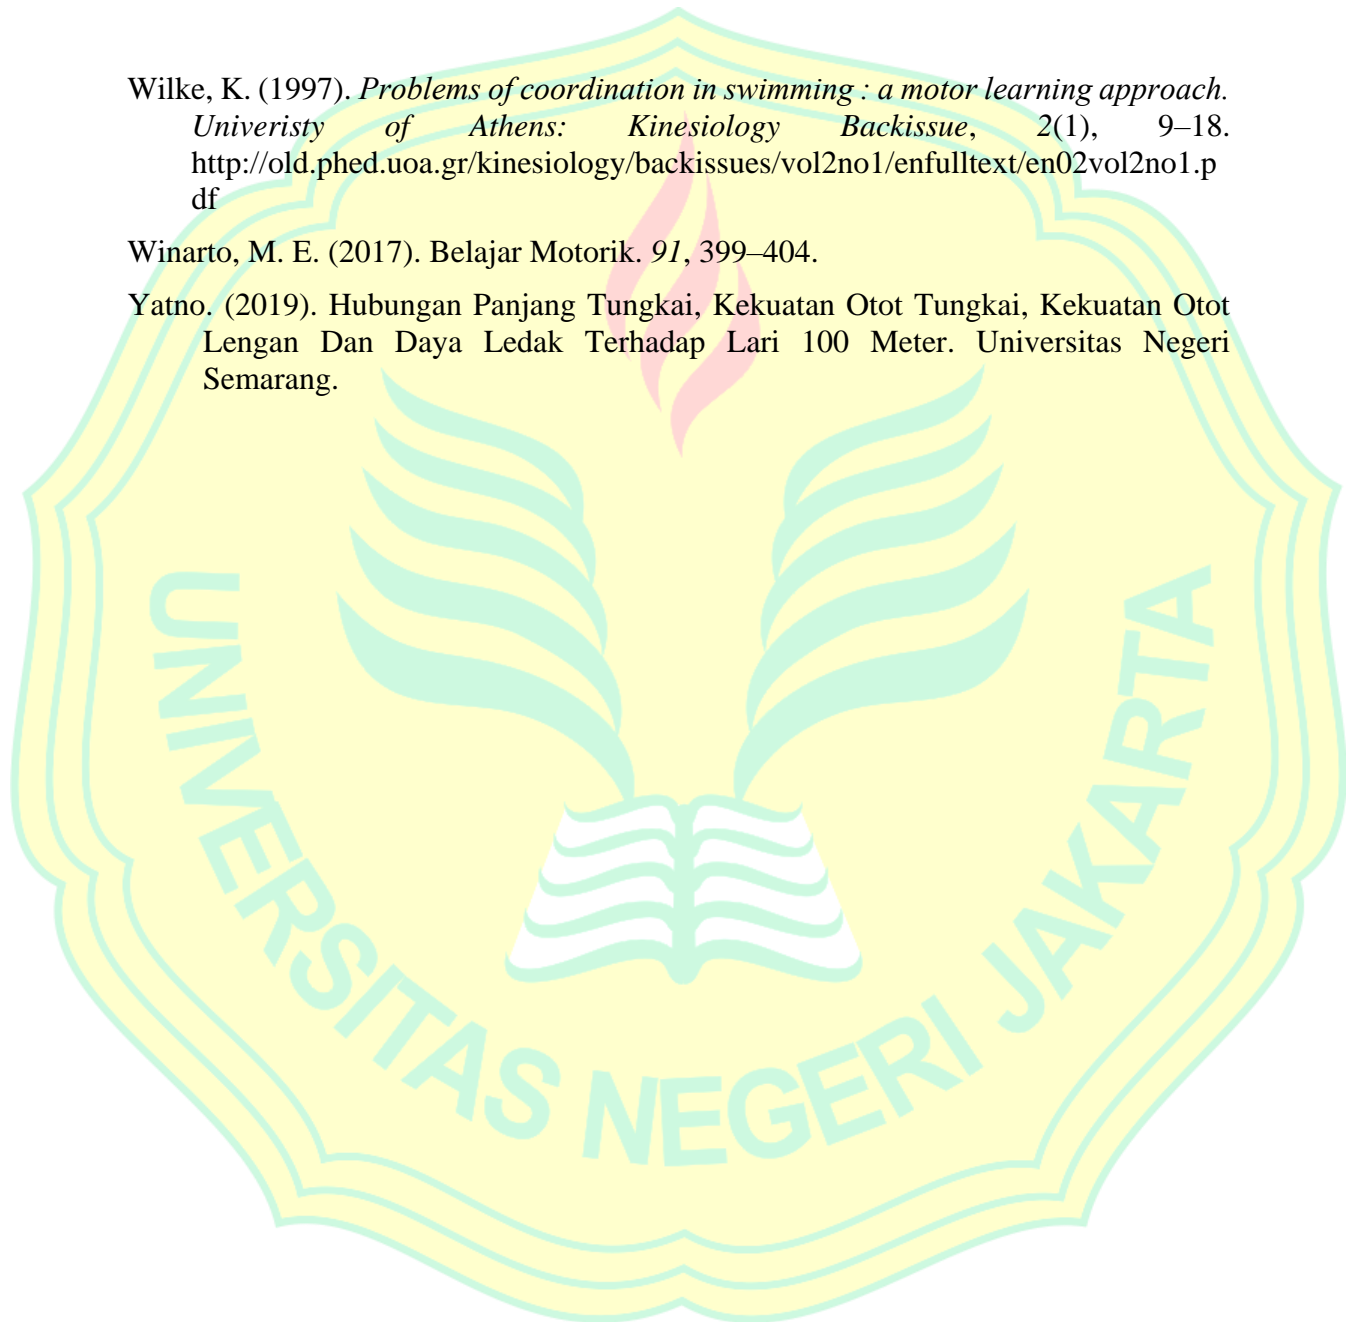 Wilke, K. (1997). Problems of coordination in swimming : a motor learning approach.
Univeristy of Athens: Kinesiology Backissue, 2(1), 9–18.
http://old.phed.uoa.gr/kinesiology/backissues/vol2no1/enfulltext/en02vol2no1.p
df
Winarto, M. E. (2017). Belajar Motorik. 91, 399–404.
Yatno. (2019). Hubungan Panjang Tungkai, Kekuatan Otot Tungkai, Kekuatan Otot
Lengan Dan Daya Ledak Terhadap Lari 100 Meter. Universitas Negeri
Semarang.
UNIVERSITAS NEGERI JAKARTA